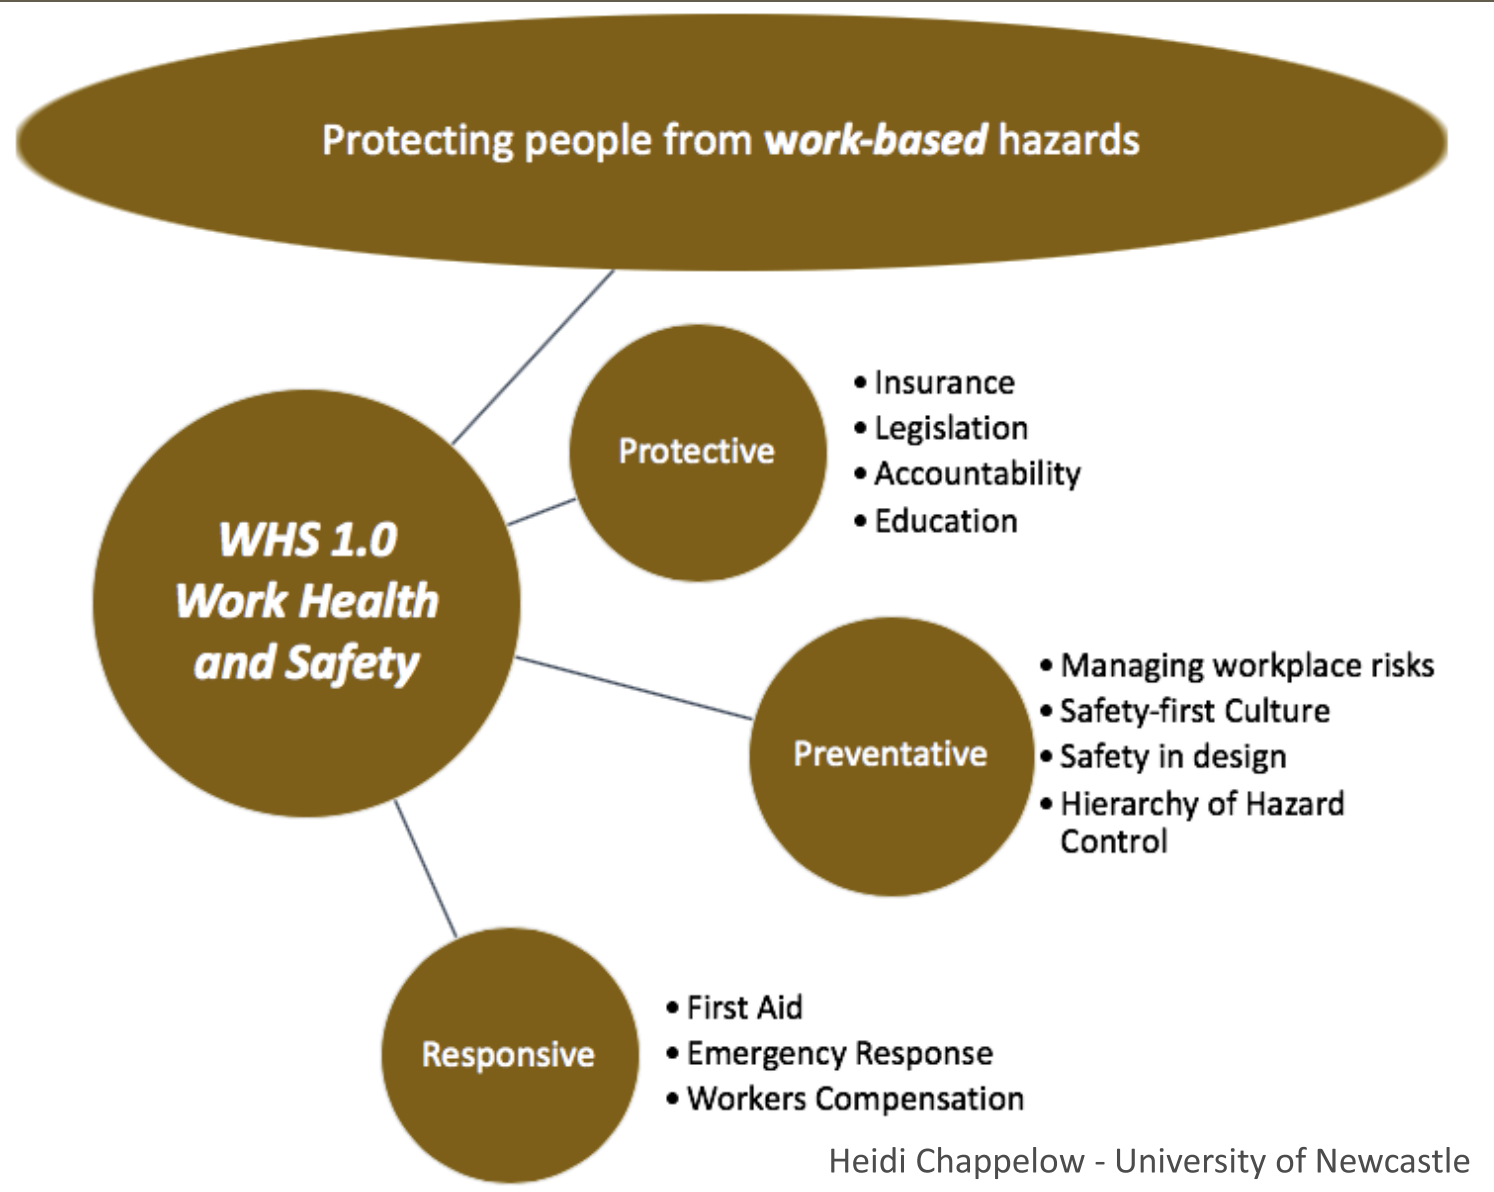 Protecting people from work-based hazards
WHS 1.0
Work Health
and Safety
Protective
• Insurance
• Legislation
• Accountability
• Education
Preventative
• Managing workplace risks
• Safety-first Culture
• Safety in design
• Hierarchy of Hazard
Control
Responsive
• First Aid
• Emergency Response
• Workers Compensation
Heidi Chappelow - University of Newcastle